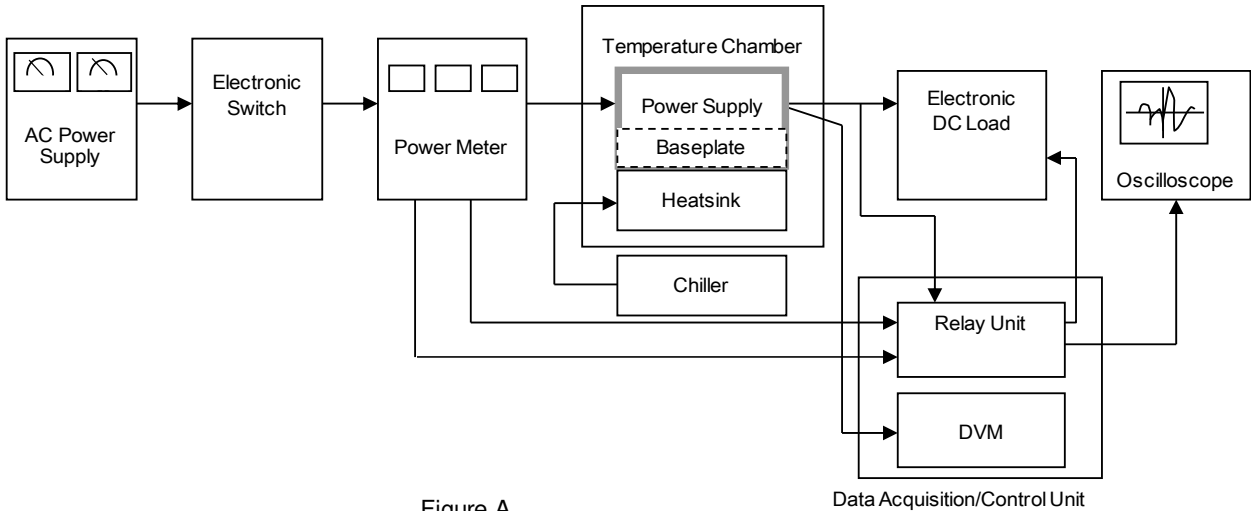 AC Power
Supply
Electronic
Switch
Power Meter
Temperature Chamber
Power Supply
Baseplate
Heatsink
Chiller
Electronic
DC Load
Oscilloscope
Relay Unit
DVM
Data Acquisition/Control Unit
Figure A